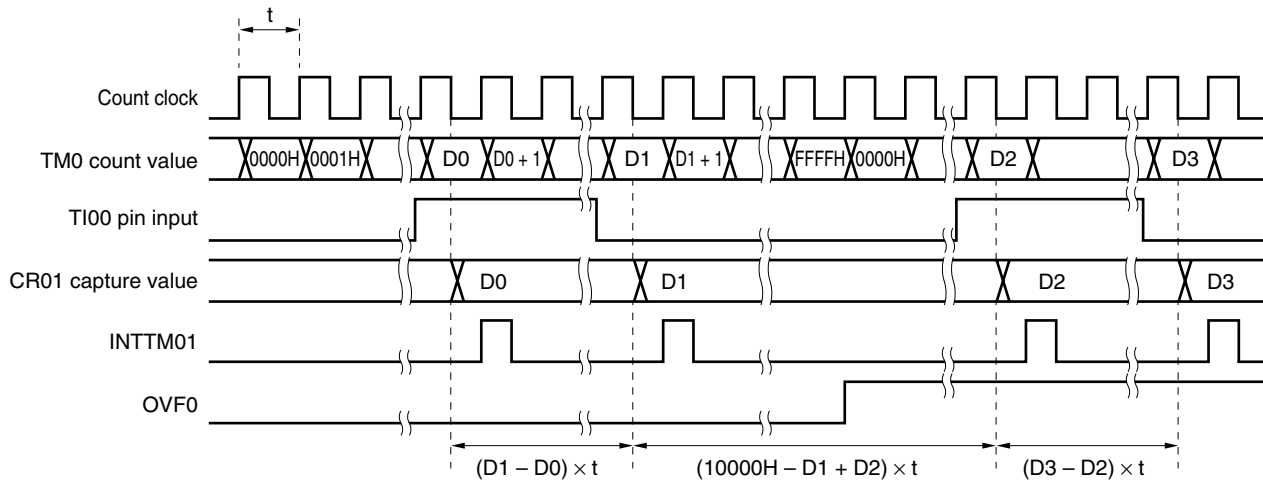 t
Count clock
TM0 count value 0000H 0001H D0 D0 + 1 D1 D1 + 1 FFFFH 0000H D2 D3
TI00 pin input
CR01 capture value D0 D1 D2 D3
INTTM01
OVF0
(D1 – D0) × t (10000H – D1 + D2) × t (D3 – D2) × t